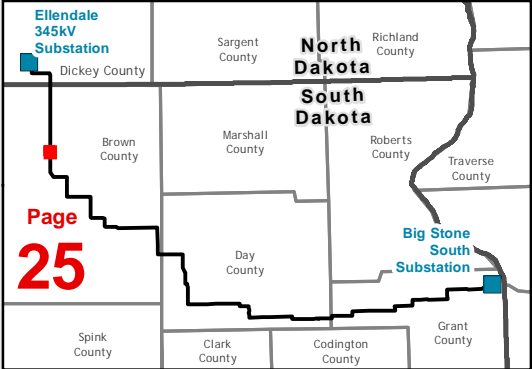 Ellendale
345kV
Substation
Dickey County
Sargent
County
North
Dakota
Richland
County
South
Dakota
Brown
County
Marshall
County
Roberts
County
Traverse
County
Page
25
Day
County
Big Stone
South
Substation
Spink
County
Clark
County
Codington
County
Grant
County